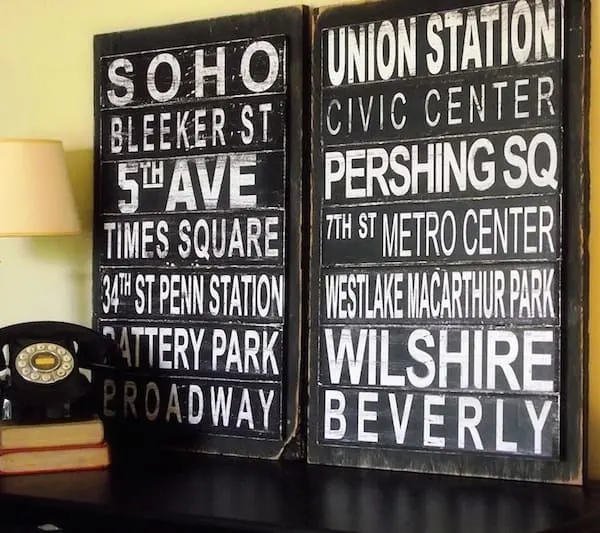 SOHO
BLEEKER ST
5TH AVE
TIMES SQUARE
34TH ST PENN STATION
BATTERY PARK
BROADWAY
UNION STATION
CIVIC CENTER
PERSHING SQ
7TH ST METRO CENTER
WESTLAKE MACARTHUR PARK
WILSHIRE
BEVERLY